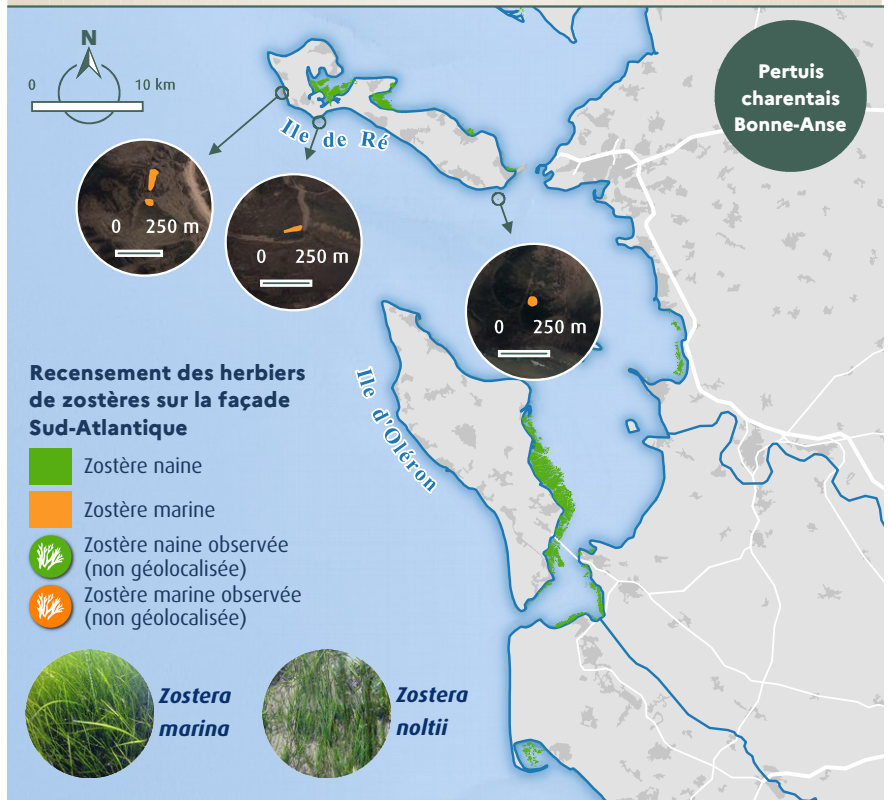 N
0 10 km
Pertuis
charentais
Bonne-Anse
Ile de Ré
0 250 m
0 250 m
0 250 m
Ile d'Oléron
Recensement des herbiers
de zostères sur la façade
Sud-Atlantique
Zostère naine
Zostère marine
Zostère naine observée
(non géolocalisée)
Zostère marine observée
(non géolocalisée)
Zostera
marina
Zostera
noltii